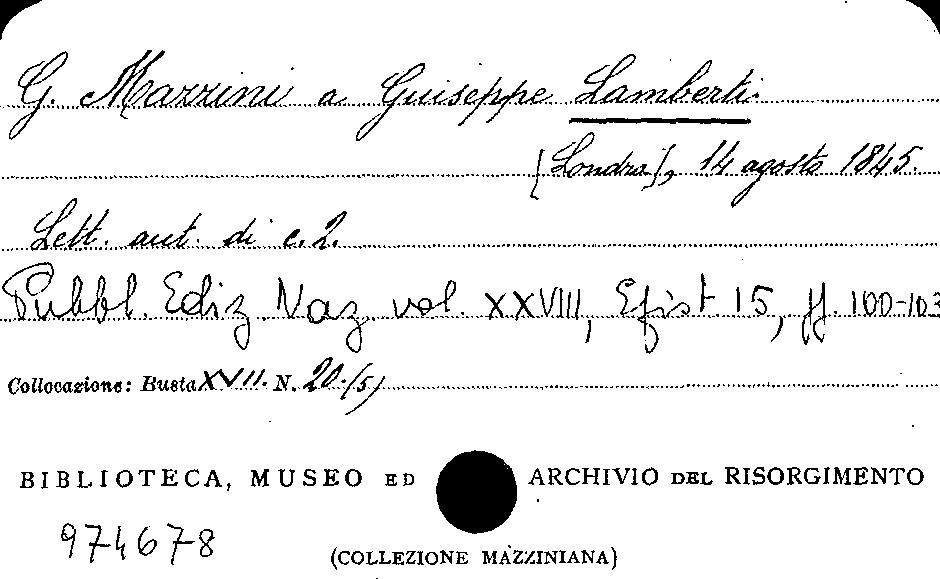 G. Mazzini a Guiseppe Lamberti.
[Londra], 14 agosto 1845.
Lett. aut. di c. 2.
Pubbl. Ediz Naz. vol. XXVIII, Epist 15, pp. 100-103
Collocazione: Busta XVII. N. 20./5)
BIBLIOTECA, MUSEO ED ARCHIVIO DEL RISORGIMENTO
974678
(COLLEZIONE MAZZINIANA)